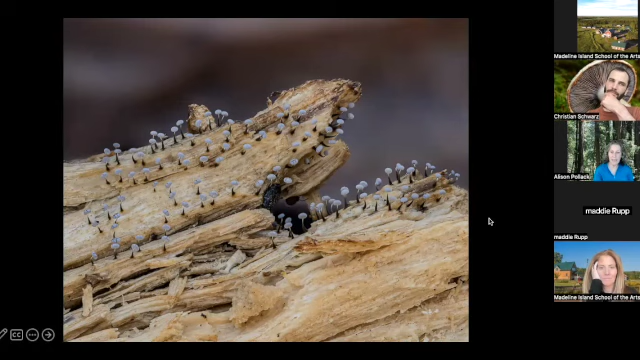 Madeline Island School of the Arts
Christian Schwarz
Alison Pollack
maddie Rupp
maddie Rupp
Madeline Island School of the Arts
CC